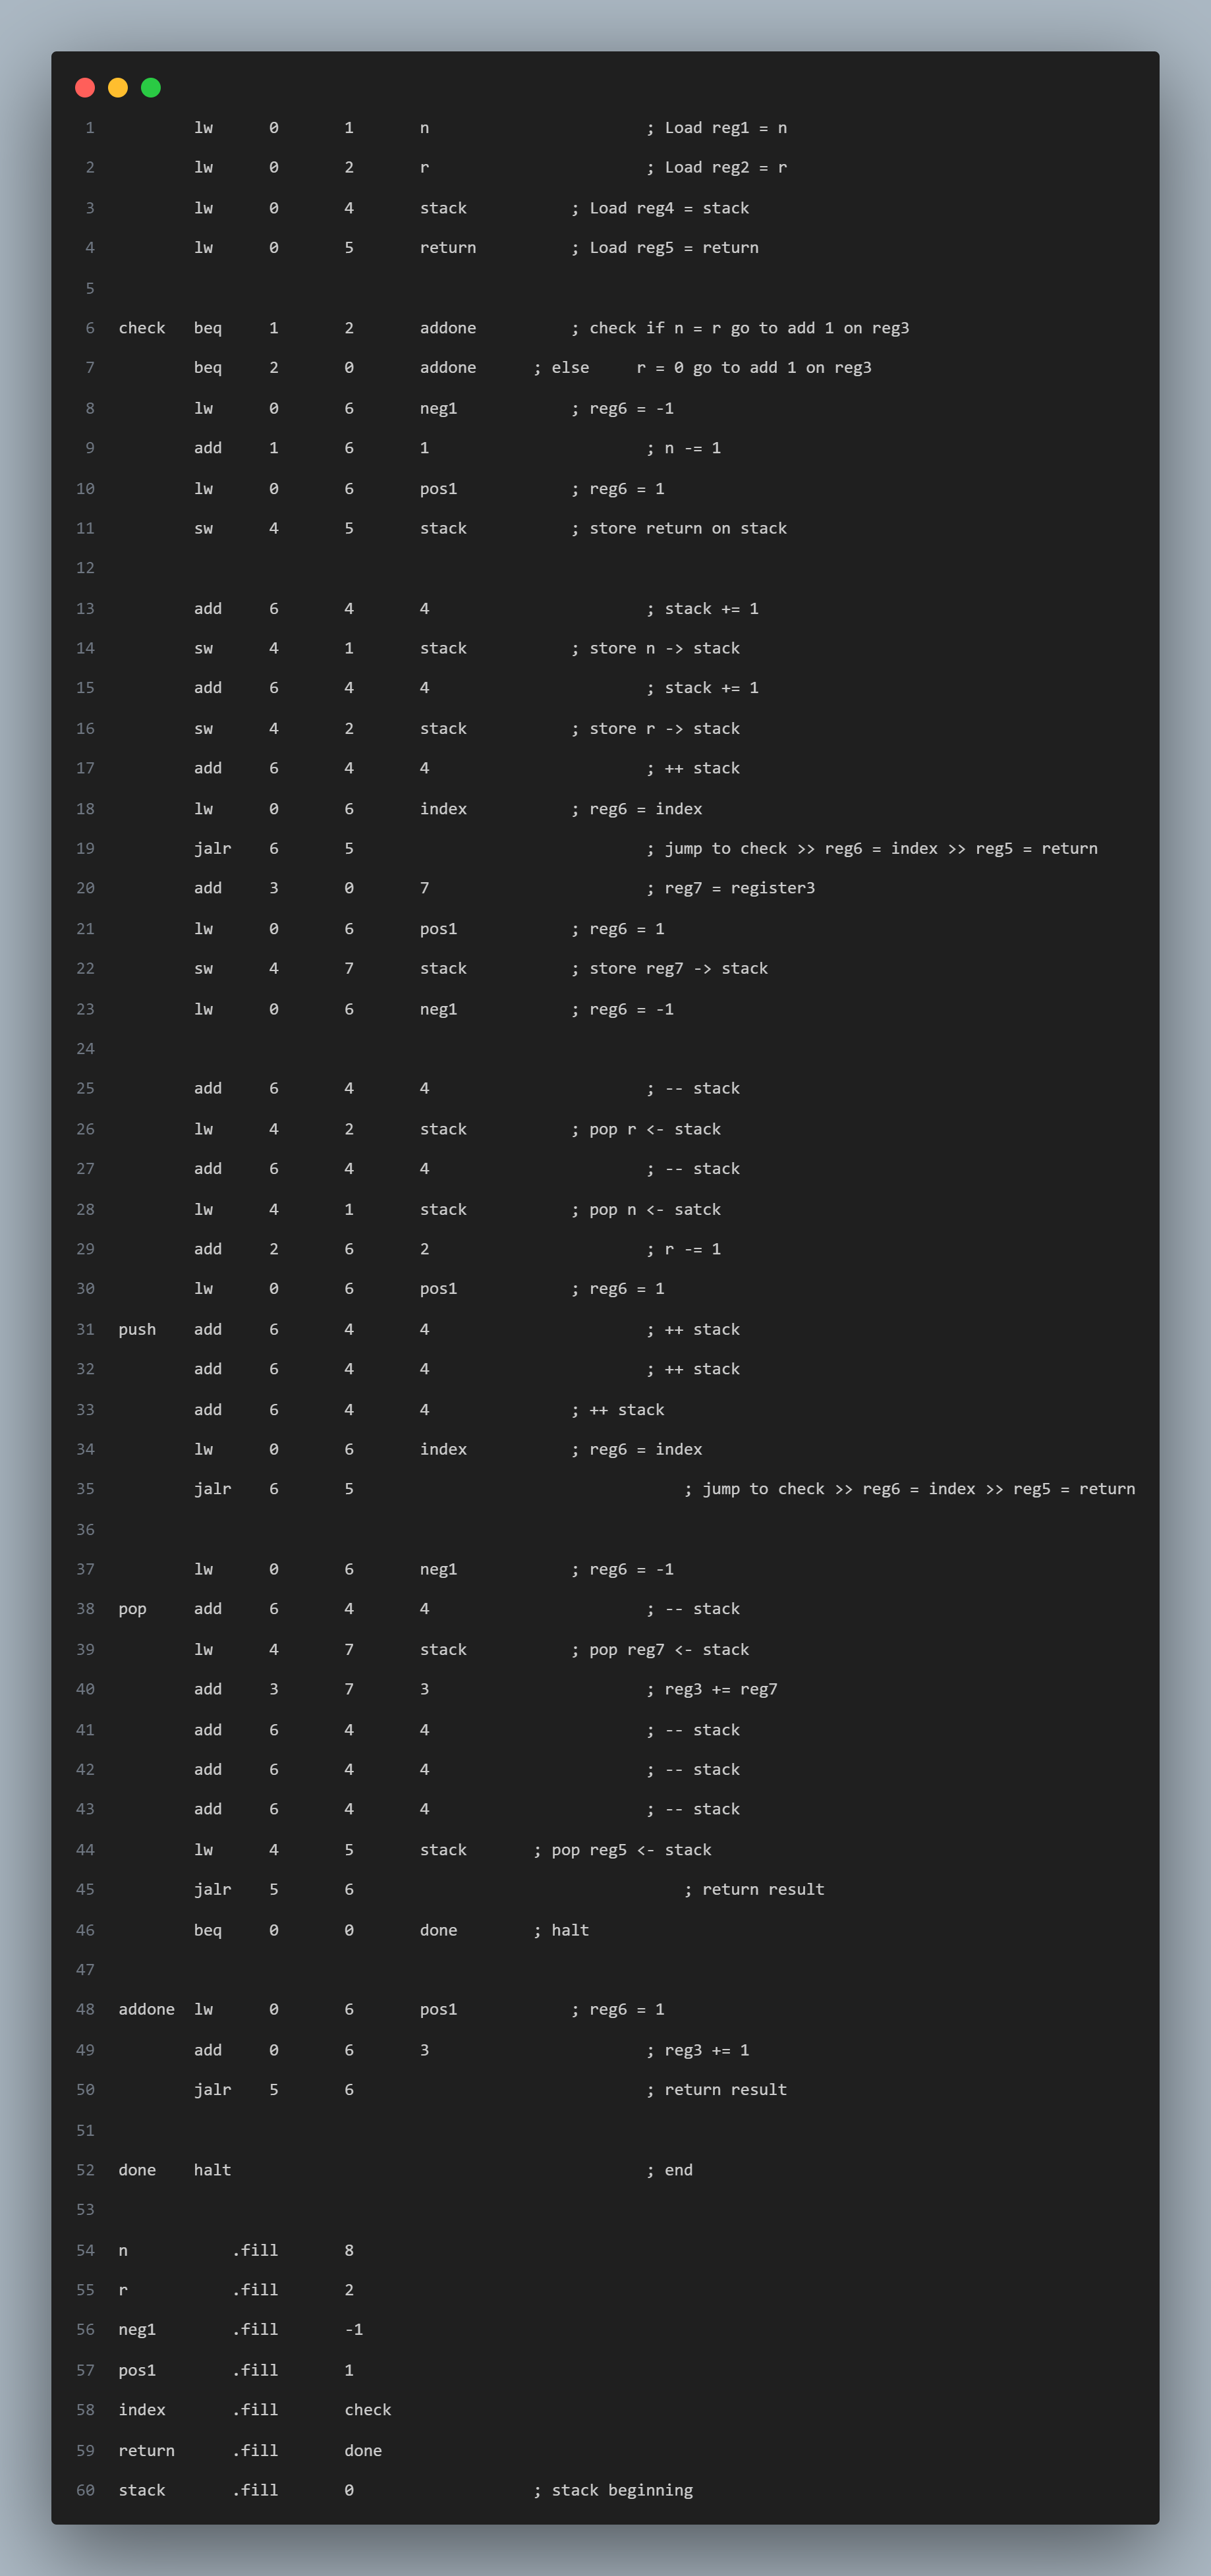 1 lw 0 1 n ; Load reg1 = n
2 lw 0 2 r ; Load reg2 = r
3 lw 0 4 stack ; Load reg4 = stack
4 lw 0 5 return ; Load reg5 = return
5
6 check beq 1 2 addone ; check if n = r go to add 1 on reg3
7 beq 2 0 addone ; else r = 0 go to add 1 on reg3
8 lw 0 6 neg1 ; reg6 = -1
9 add 1 6 1 ; n -= 1
10 lw 0 6 pos1 ; reg6 = 1
11 sw 4 5 stack ; store return on stack
12
13 add 6 4 4 ; stack += 1
14 sw 4 1 stack ; store n -> stack
15 add 6 4 4 ; stack += 1
16 sw 4 2 stack ; store r -> stack
17 add 6 4 4 ; ++ stack
18 lw 0 6 index ; reg6 = index
19 jalr 6 5 ; jump to check >> reg6 = index >> reg5 = return
20 add 3 0 7 ; reg7 = register3
21 lw 0 6 pos1 ; reg6 = 1
22 sw 4 7 stack ; store reg7 -> stack
23 lw 0 6 neg1 ; reg6 = -1
24
25 add 6 4 4 ; -- stack
26 lw 4 2 stack ; pop r <- stack
27 add 6 4 4 ; -- stack
28 lw 4 1 stack ; pop n <- satck
29 add 2 6 2 ; r -= 1
30 lw 0 6 pos1 ; reg6 = 1
31 push add 6 4 4 ; ++ stack
32 add 6 4 4 ; ++ stack
33 add 6 4 4 ; ++ stack
34 lw 0 6 index ; reg6 = index
35 jalr 6 5 ; jump to check >> reg6 = index >> reg5 = return
36
37 lw 0 6 neg1 ; reg6 = -1
38 pop add 6 4 4 ; -- stack
39 lw 4 7 stack ; pop reg7 <- stack
40 add 3 7 3 ; reg3 += reg7
41 add 6 4 4 ; -- stack
42 add 6 4 4 ; -- stack
43 add 6 4 4 ; -- stack
44 lw 4 5 stack ; pop reg5 <- stack
45 jalr 5 6 ; return result
46 beq 0 0 done ; halt
47
48 addone lw 0 6 pos1 ; reg6 = 1
49 add 0 6 3 ; reg3 += 1
50 jalr 5 6 ; return result
51
52 done halt ; end
53
54 n .fill 8
55 r .fill 2
56 neg1 .fill -1
57 pos1 .fill 1
58 index .fill check
59 return .fill done
60 stack .fill 0 ; stack beginning